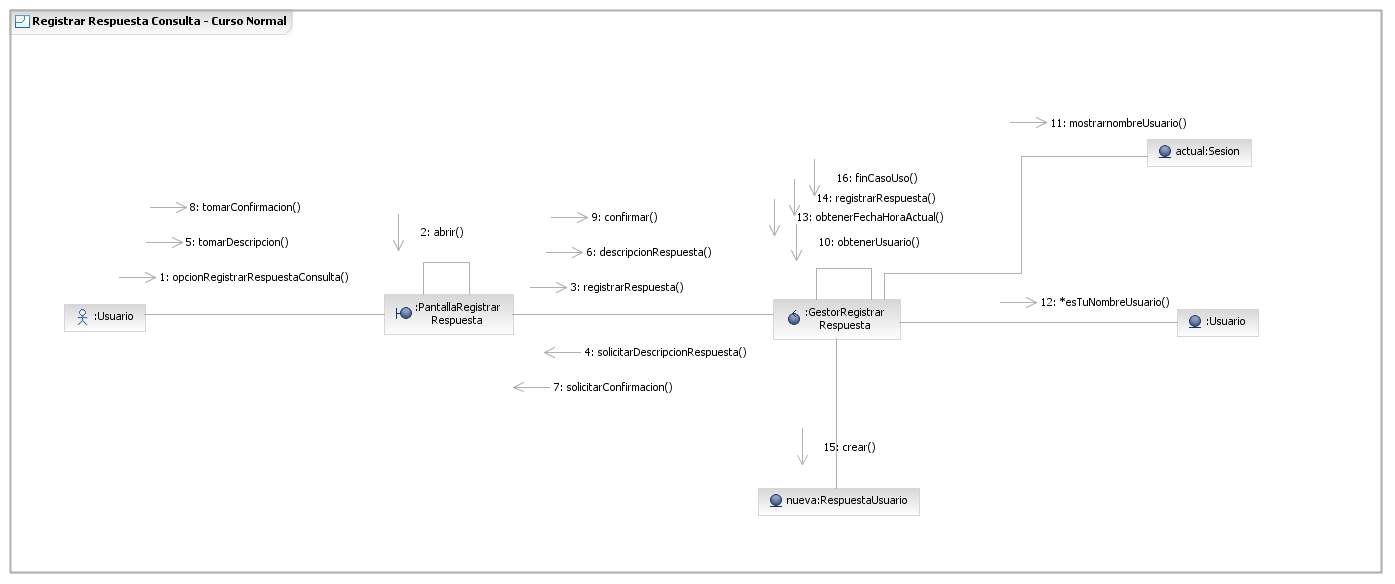 Registrar Respuesta Consulta - Curso Normal
11: mostrarnombreUsuario()
actual:Sesion
16: finCasoUso()
14: registrarRespuesta()
13: obtenerFechaHoraActual()
10: obtenerUsuario()
8: tomarConfirmacion()
5: tomarDescripcion()
1: opcionRegistrarRespuestaConsulta()
2: abrir()
9: confirmar()
6: descripcionRespuesta()
3: registrarRespuesta()
:Usuario
:PantallaRegistrar
Respuesta
:GestorRegistrar
Respuesta
12: *esTuNombreUsuario()
:Usuario
4: solicitarDescripcionRespuesta()
7: solicitarConfirmacion()
15: crear()
nueva:RespuestaUsuario